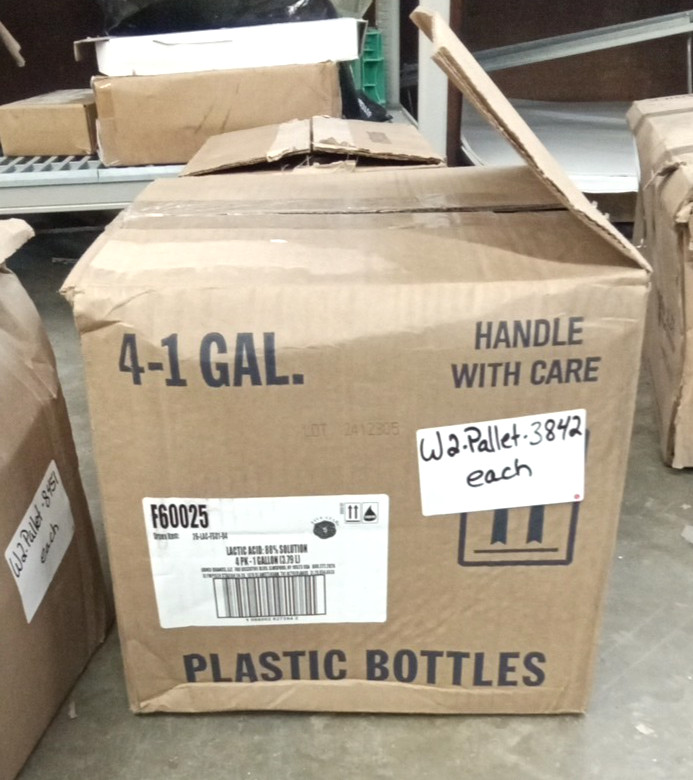 4-1 GAL.
HANDLE
WITH CARE
LOT 2412305
W2-Pallet-3842
each
F60025
LACTIC ACID: 88% SOLUTION
4 PK - 1 GALLON (3.79 L)
PLASTIC BOTTLES
W2-Pallet-8451
each